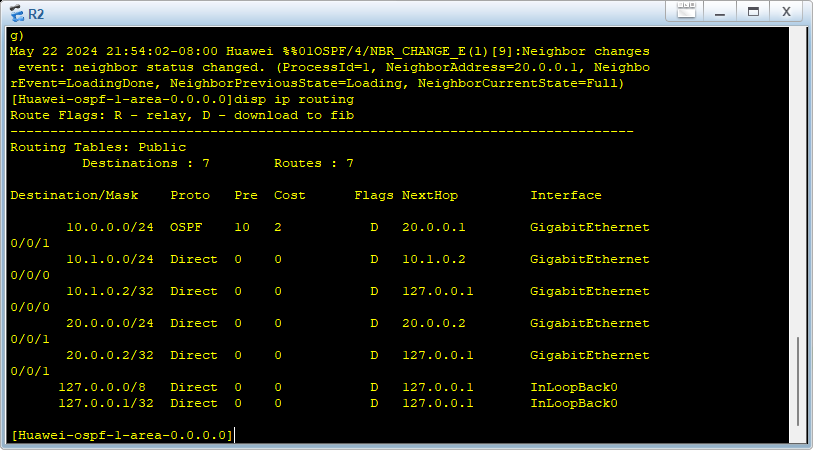 R2
g)
May 22 2024 21:54:02-08:00 Huawei %%01OSPF/4/NBR_CHANGE_E(l)[9]:Neighbor changes
 event: neighbor status changed. (ProcessId=1, NeighborAddress=20.0.0.1, Neighbo
rEvent=LoadingDone, NeighborPreviousState=Loading, NeighborCurrentState=Full)
[Huawei-ospf-1-area-0.0.0.0]disp ip routing
Route Flags: R - relay, D - download to fib
------------------------------------------------------------------------------
Routing Tables: Public
         Destinations : 7        Routes : 7

Destination/Mask    Proto   Pre  Cost      Flags NextHop         Interface

       10.0.0.0/24  OSPF    10   2           D   20.0.0.1        GigabitEthernet
0/0/1
       10.1.0.0/24  Direct  0    0           D   10.1.0.2        GigabitEthernet
0/0/0
       10.1.0.2/32  Direct  0    0           D   127.0.0.1       GigabitEthernet
0/0/0
       20.0.0.0/24  Direct  0    0           D   20.0.0.2        GigabitEthernet
0/0/1
       20.0.0.2/32  Direct  0    0           D   127.0.0.1       GigabitEthernet
0/0/1
      127.0.0.0/8   Direct  0    0           D   127.0.0.1       InLoopBack0
      127.0.0.1/32  Direct  0    0           D   127.0.0.1       InLoopBack0

[Huawei-ospf-1-area-0.0.0.0]